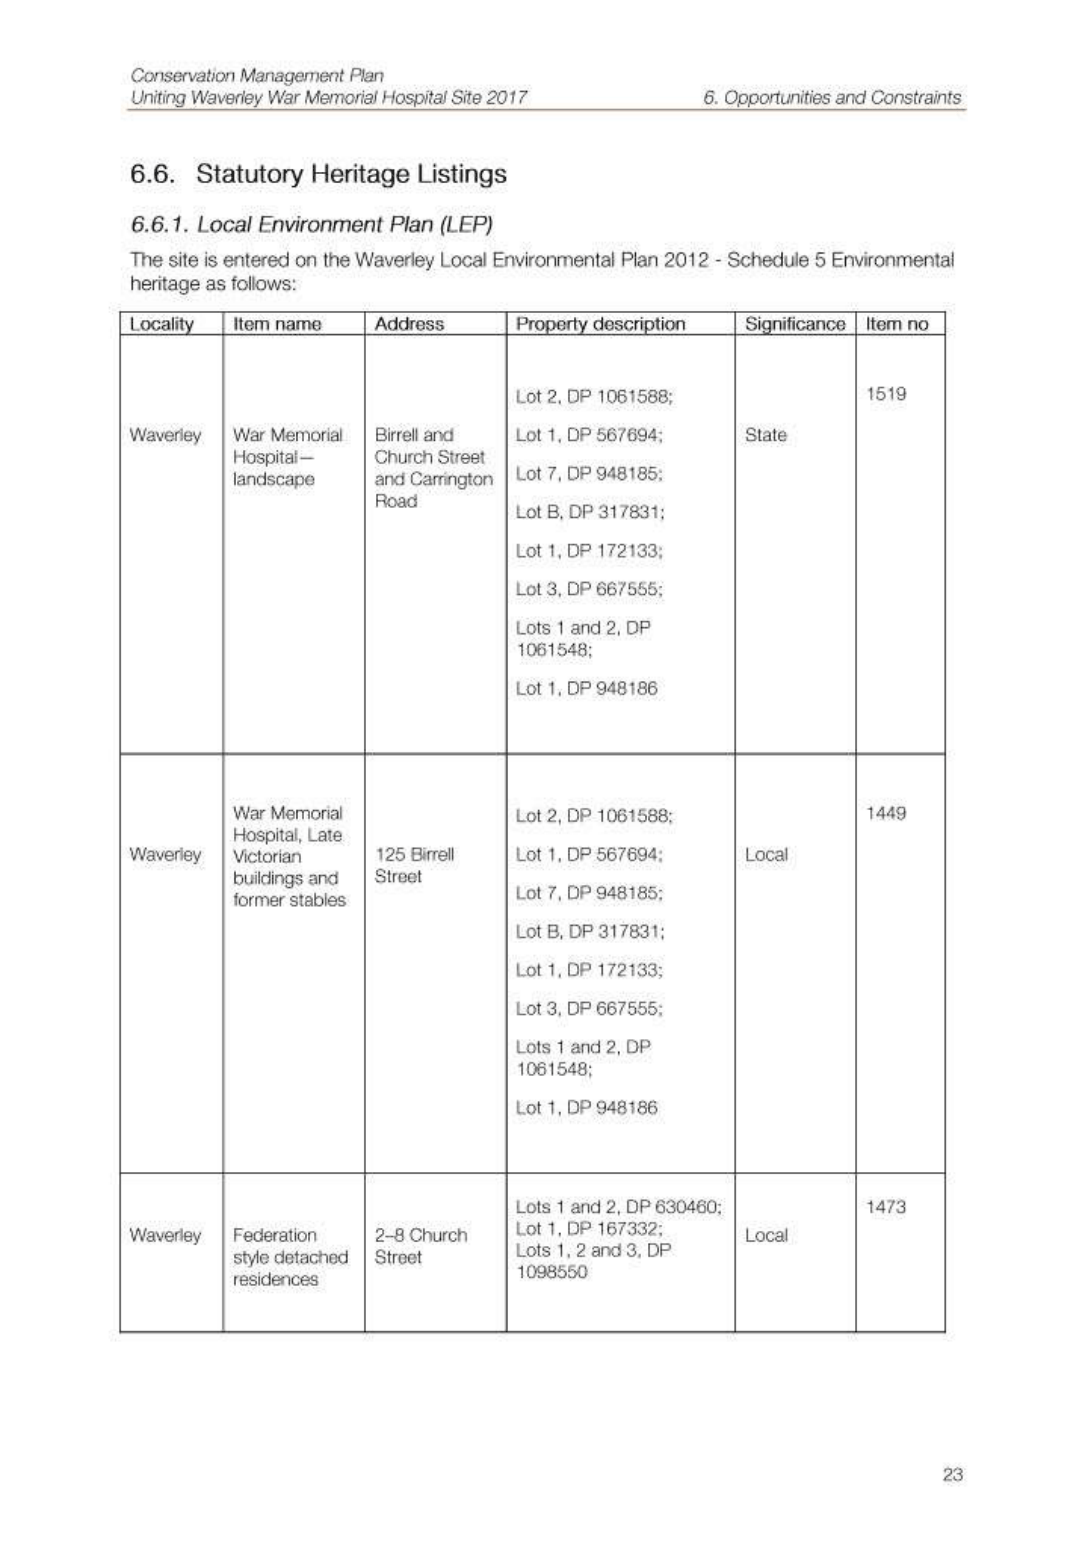 Conservation Management Plan
Uniting Waverley War Memorial Hospital Site 2017
6. Opportunities and Constraints
6.6. Statutory Heritage Listings
6.6.1. Local Environment Plan (LEP)
The site is entered on the Waverley Local Environmental Plan 2012 - Schedule 5 Environmental
heritage as follows:
Locality Item name Address Property description Significance Item no
Waverley
War Memorial
Hospital—
landscape
Birrell and
Church Street
and Carrington
Road
Lot 2, DP 1061588;
Lot 1, DP 567694;
Lot 7, DP 948185;
Lot B, DP 317831;
Lot 1, DP 172133;
Lot 3, DP 667555;
Lots 1 and 2, DP
1061548;
Lot 1, DP 948186
State
1519
Waverley
War Memorial
Hospital, Late
Victorian
buildings and
former stables
125 Birrell
Street
Lot 2, DP 1061588;
Lot 1, DP 567694;
Lot 7, DP 948185;
Lot B, DP 317831;
Lot 1, DP 172133;
Lot 3, DP 667555;
Lots 1 and 2, DP
1061548;
Lot 1, DP 948186
Local
1449
Waverley
Federation
style detached
residences
2–8 Church
Street
Lots 1 and 2, DP 630460;
Lot 1, DP 167332;
Lots 1, 2 and 3, DP
1098550
Local
1473
23